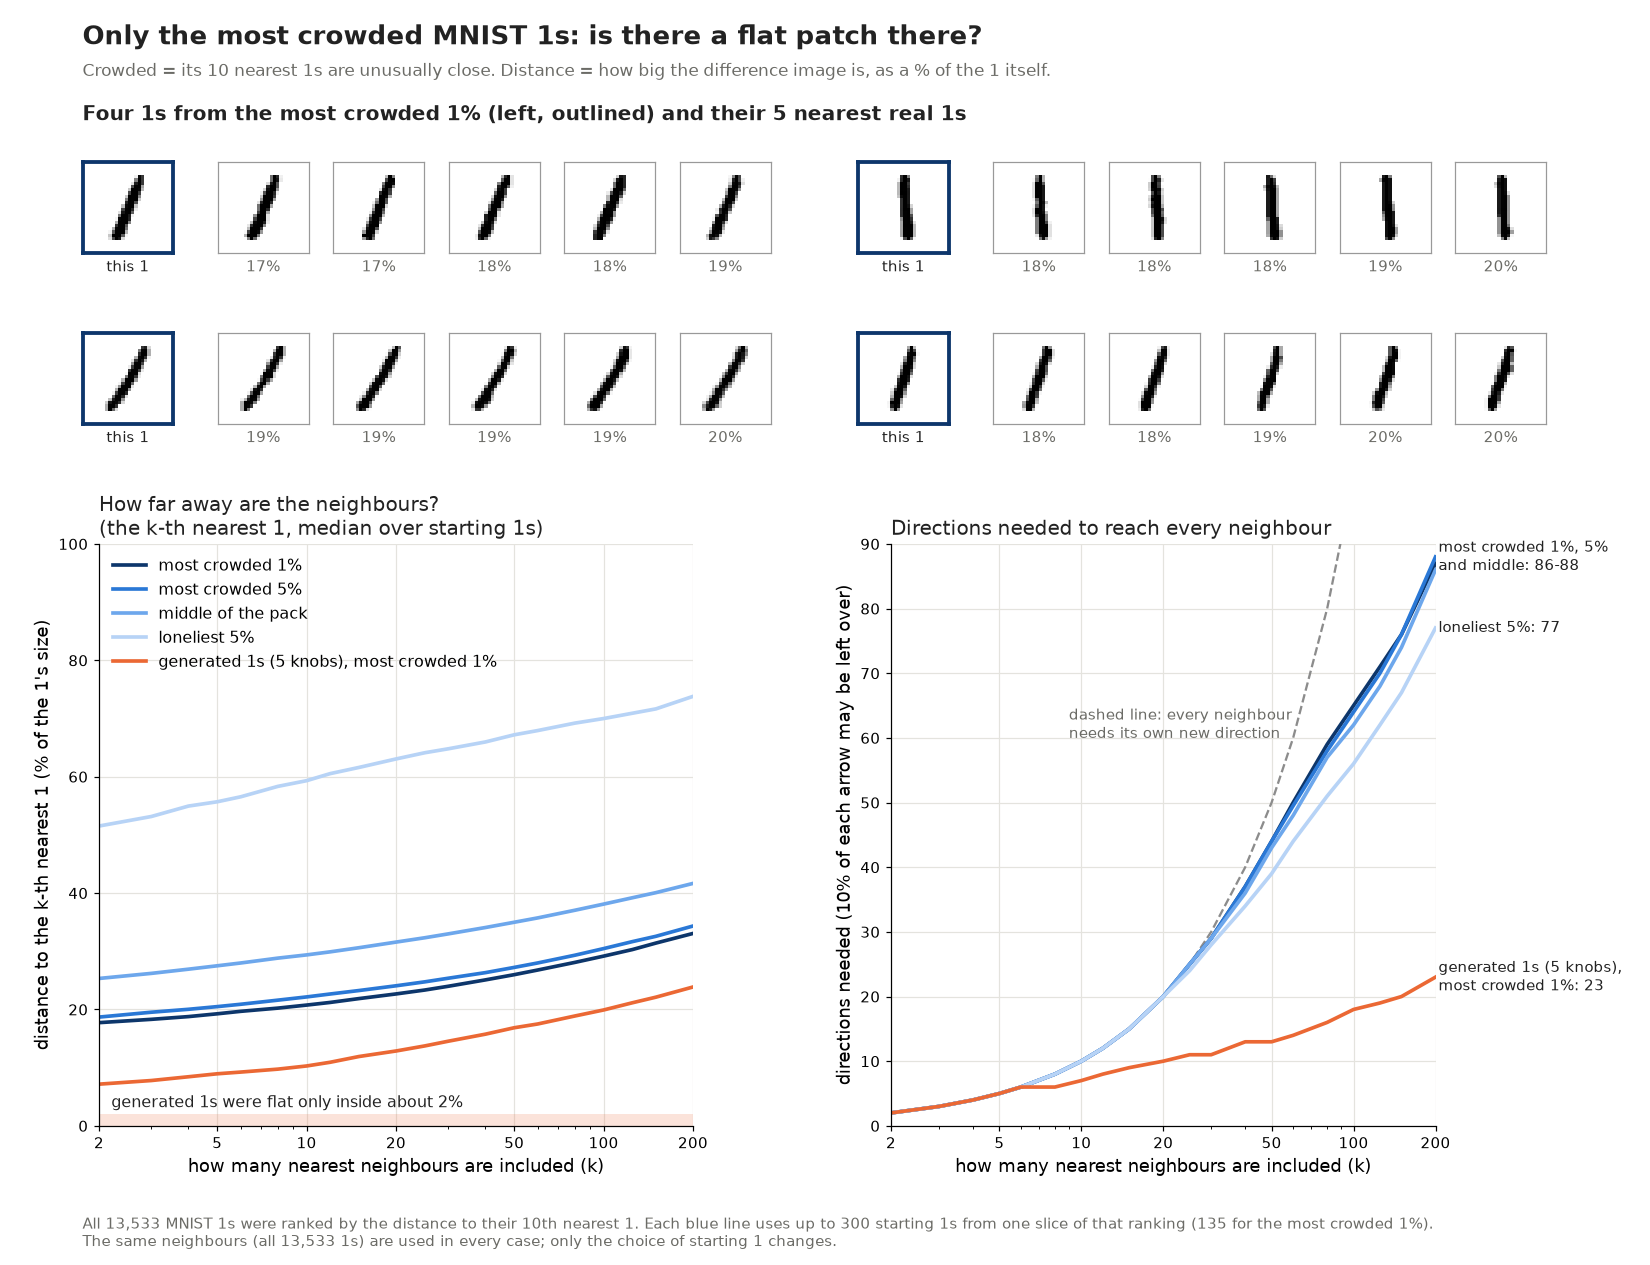 Only the most crowded MNIST 1s: is there a flat patch there?
Crowded = its 10 nearest 1s are unusually close. Distance = how big the difference image is, as a % of the 1 itself.
Four 1s from the most crowded 1% (left, outlined) and their 5 nearest real 1s
this 1 17% 17% 18% 18% 19%
this 1 18% 18% 18% 19% 20%
this 1 19% 19% 19% 19% 20%
this 1 18% 18% 19% 20% 20%
How far away are the neighbours?
(the k-th nearest 1, median over starting 1s)
distance to the k-th nearest 1 (% of the 1's size)
100
80
60
40
20
0
most crowded 1%
most crowded 5%
middle of the pack
loneliest 5%
generated 1s (5 knobs), most crowded 1%
generated 1s were flat only inside about 2%
2 5 10 20 50 100 200
how many nearest neighbours are included (k)
Directions needed to reach every neighbour
directions needed (10% of each arrow may be left over)
90
80
70
60
50
40
30
20
10
0
dashed line: every neighbour
needs its own new direction
most crowded 1%, 5%
and middle: 86-88
loneliest 5%: 77
generated 1s (5 knobs),
most crowded 1%: 23
2 5 10 20 50 100 200
how many nearest neighbours are included (k)
All 13,533 MNIST 1s were ranked by the distance to their 10th nearest 1. Each blue line uses up to 300 starting 1s from one slice of that ranking (135 for the most crowded 1%).
The same neighbours (all 13,533 1s) are used in every case; only the choice of starting 1 changes.